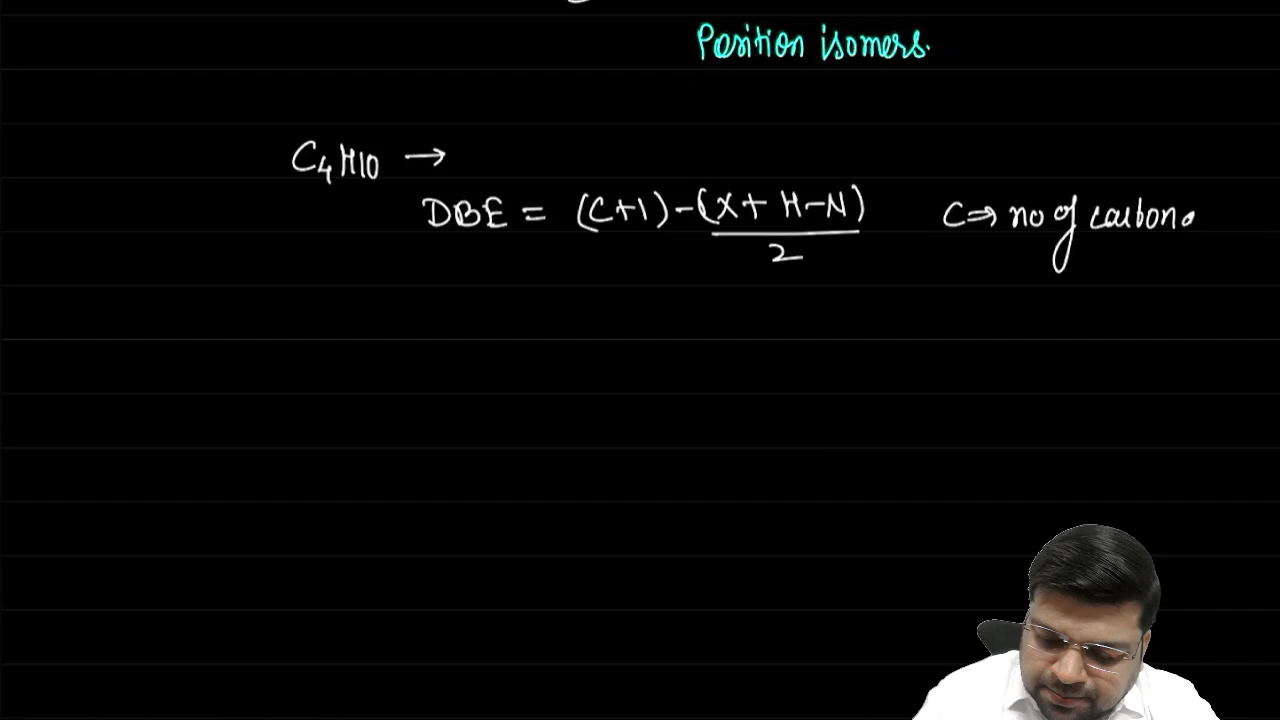 Position isomers.
C₄H10 →
DBE = (C+1)-(X+H-N)/2 C⇒ no of carbons